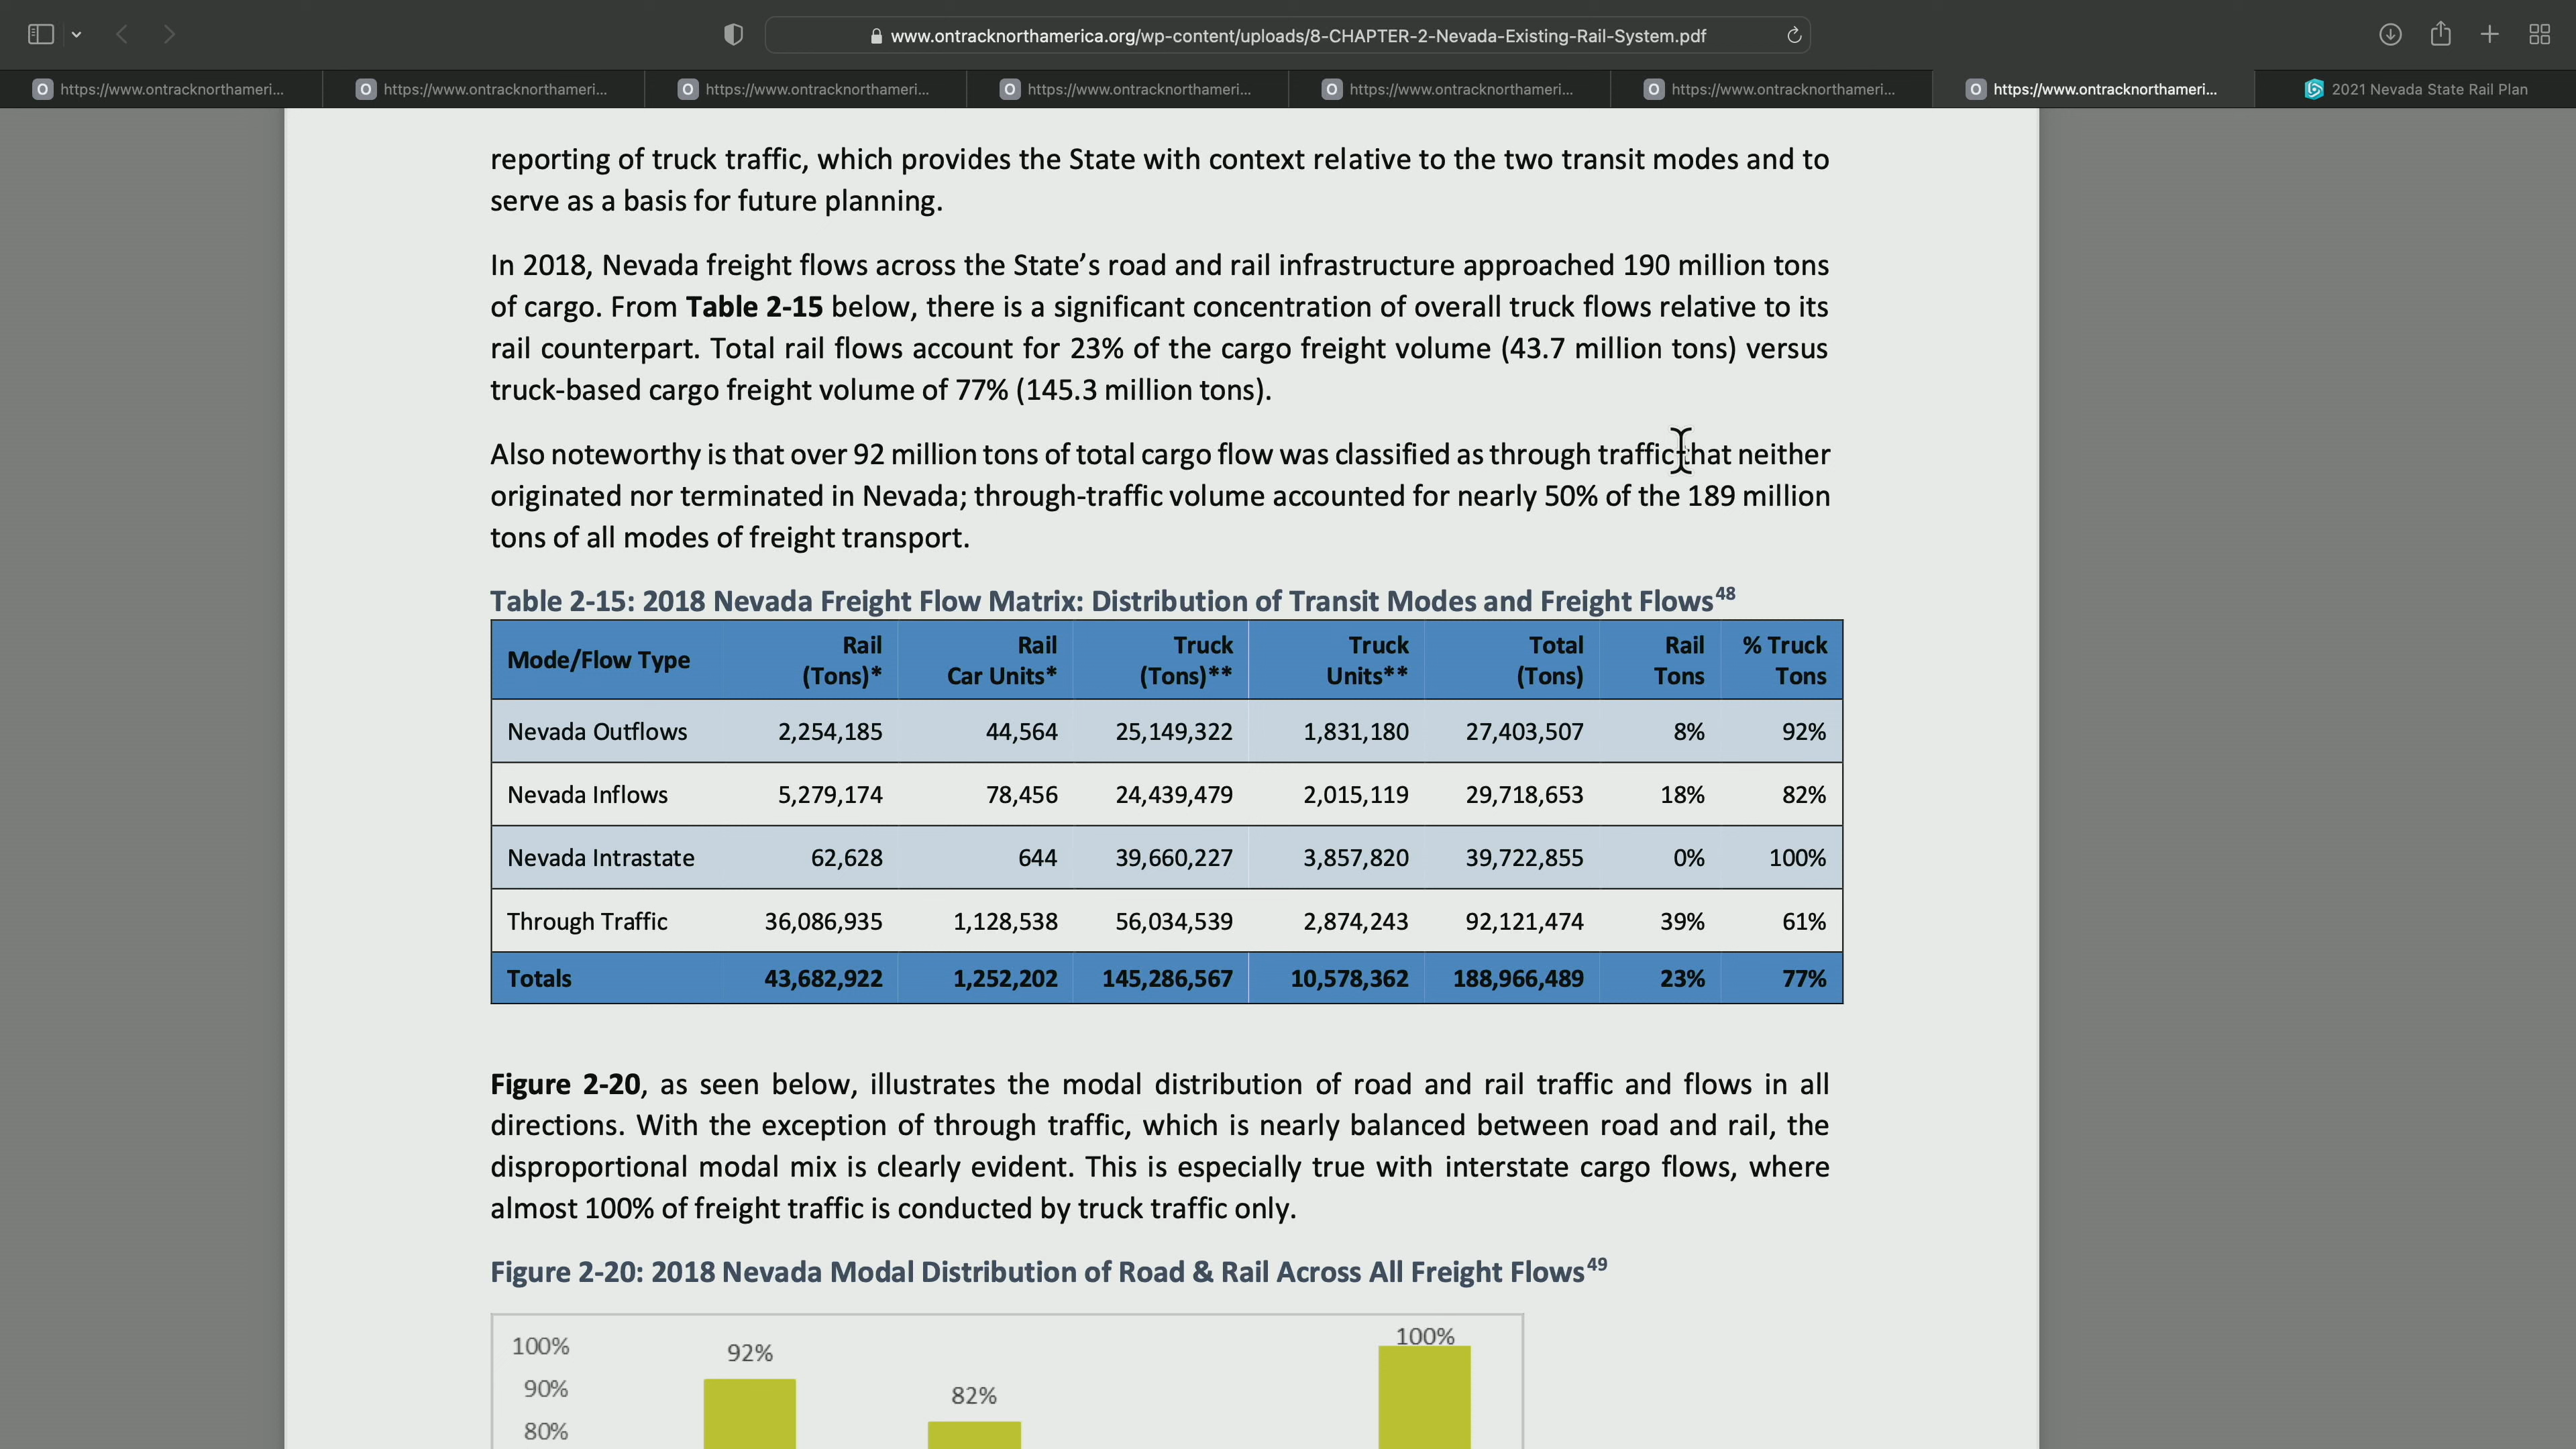 www.ontracknorthamerica.org/wp-content/uploads/8-CHAPTER-2-Nevada-Existing-Rail-System.pdf
O https://www.ontracknorthameri... O https://www.ontracknorthameri... O https://www.ontracknorthameri... O https://www.ontracknorthameri... O https://www.ontracknorthameri... O https://www.ontracknorthameri... O https://www.ontracknorthameri... 2021 Nevada State Rail Plan
reporting of truck traffic, which provides the State with context relative to the two transit modes and to
serve as a basis for future planning.
In 2018, Nevada freight flows across the State's road and rail infrastructure approached 190 million tons
of cargo. From Table 2-15 below, there is a significant concentration of overall truck flows relative to its
rail counterpart. Total rail flows account for 23% of the cargo freight volume (43.7 million tons) versus
truck-based cargo freight volume of 77% (145.3 million tons).
Also noteworthy is that over 92 million tons of total cargo flow was classified as through traffic that neither
originated nor terminated in Nevada; through-traffic volume accounted for nearly 50% of the 189 million
tons of all modes of freight transport.
Table 2-15: 2018 Nevada Freight Flow Matrix: Distribution of Transit Modes and Freight Flows48
Mode/Flow Type Rail (Tons)* Rail Car Units* Truck (Tons)** Truck Units** Total (Tons) Rail Tons % Truck Tons
Nevada Outflows 2,254,185 44,564 25,149,322 1,831,180 27,403,507 8% 92%
Nevada Inflows 5,279,174 78,456 24,439,479 2,015,119 29,718,653 18% 82%
Nevada Intrastate 62,628 644 39,660,227 3,857,820 39,722,855 0% 100%
Through Traffic 36,086,935 1,128,538 56,034,539 2,874,243 92,121,474 39% 61%
Totals 43,682,922 1,252,202 145,286,567 10,578,362 188,966,489 23% 77%
Figure 2-20, as seen below, illustrates the modal distribution of road and rail traffic and flows in all
directions. With the exception of through traffic, which is nearly balanced between road and rail, the
disproportional modal mix is clearly evident. This is especially true with interstate cargo flows, where
almost 100% of freight traffic is conducted by truck traffic only.
Figure 2-20: 2018 Nevada Modal Distribution of Road & Rail Across All Freight Flows49
100%
100% 92%
90% 82%
80%